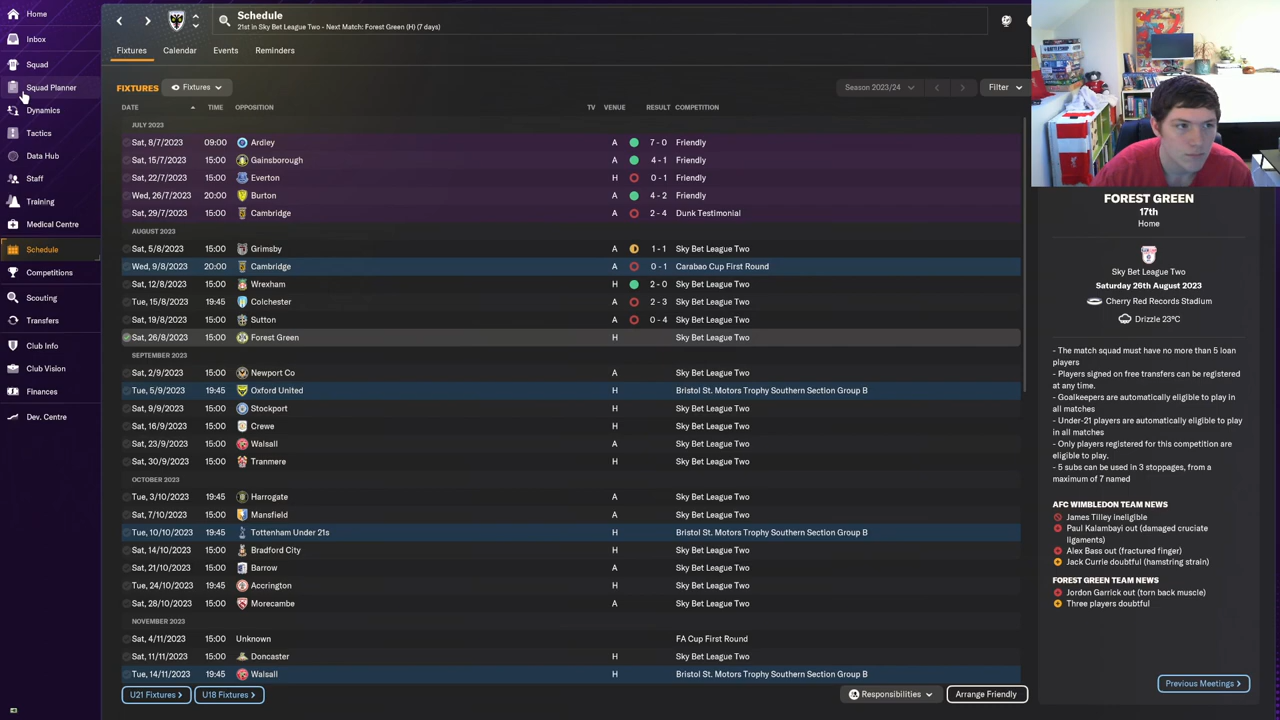 Home
Schedule
21st in Sky Bet League Two - Next Match: Forest Green (H) (7 days)
Inbox
Squad
Squad Planner
Dynamics
Tactics
Data Hub
Staff
Training
Medical Centre
Schedule
Competitions
Scouting
Transfers
Club Info
Club Vision
Finances
Dev. Centre
Fixtures Calendar Events Reminders
FIXTURES Fixtures Season 2023/24 Filter
DATE TIME OPPOSITION TV VENUE RESULT COMPETITION
JULY 2023
Sat, 8/7/2023 09:00 Ardley A 7 - 0 Friendly
Sat, 15/7/2023 15:00 Gainsborough A 4 - 1 Friendly
Sat, 22/7/2023 15:00 Everton H 0 - 1 Friendly
Wed, 26/7/2023 20:00 Burton A 4 - 2 Friendly
Sat, 29/7/2023 15:00 Cambridge A 2 - 4 Dunk Testimonial
AUGUST 2023
Sat, 5/8/2023 15:00 Grimsby A 1 - 1 Sky Bet League Two
Wed, 9/8/2023 20:00 Cambridge A 0 - 1 Carabao Cup First Round
Sat, 12/8/2023 15:00 Wrexham H 2 - 0 Sky Bet League Two
Tue, 15/8/2023 19:45 Colchester A 2 - 3 Sky Bet League Two
Sat, 19/8/2023 15:00 Sutton A 0 - 4 Sky Bet League Two
Sat, 26/8/2023 15:00 Forest Green H Sky Bet League Two
SEPTEMBER 2023
Sat, 2/9/2023 15:00 Newport Co A Sky Bet League Two
Tue, 5/9/2023 19:45 Oxford United H Bristol St. Motors Trophy Southern Section Group B
Sat, 9/9/2023 15:00 Stockport H Sky Bet League Two
Sat, 16/9/2023 15:00 Crewe H Sky Bet League Two
Sat, 23/9/2023 15:00 Walsall A Sky Bet League Two
Sat, 30/9/2023 15:00 Tranmere H Sky Bet League Two
OCTOBER 2023
Tue, 3/10/2023 19:45 Harrogate A Sky Bet League Two
Sat, 7/10/2023 15:00 Mansfield A Sky Bet League Two
Tue, 10/10/2023 19:45 Tottenham Under 21s H Bristol St. Motors Trophy Southern Section Group B
Sat, 14/10/2023 15:00 Bradford City H Sky Bet League Two
Sat, 21/10/2023 15:00 Barrow A Sky Bet League Two
Tue, 24/10/2023 19:45 Accrington H Sky Bet League Two
Sat, 28/10/2023 15:00 Morecambe A Sky Bet League Two
NOVEMBER 2023
Sat, 4/11/2023 15:00 Unknown FA Cup First Round
Sat, 11/11/2023 15:00 Doncaster H Sky Bet League Two
Tue, 14/11/2023 19:45 Walsall H Bristol St. Motors Trophy Southern Section Group B
U21 Fixtures > U18 Fixtures > Responsibilities Arrange Friendly
FOREST GREEN
17th
Home
Sky Bet League Two
Saturday 26th August 2023
Cherry Red Records Stadium
Drizzle 23°C
- The match squad must have no more than 5 loan
players
- Players signed on free transfers can be registered
at any time.
- Goalkeepers are automatically eligible to play in
all matches
- Under-21 players are automatically eligible to play
in all matches
- Only players registered for this competition are
eligible to play.
- 5 subs can be used in 3 stoppages, from a
maximum of 7 named
AFC WIMBLEDON TEAM NEWS
James Tilley ineligible
Paul Kalambayi out (damaged cruciate
ligaments)
Alex Bass out (fractured finger)
Jack Currie doubtful (hamstring strain)
FOREST GREEN TEAM NEWS
Jordon Garrick out (torn back muscle)
Three players doubtful
Previous Meetings >